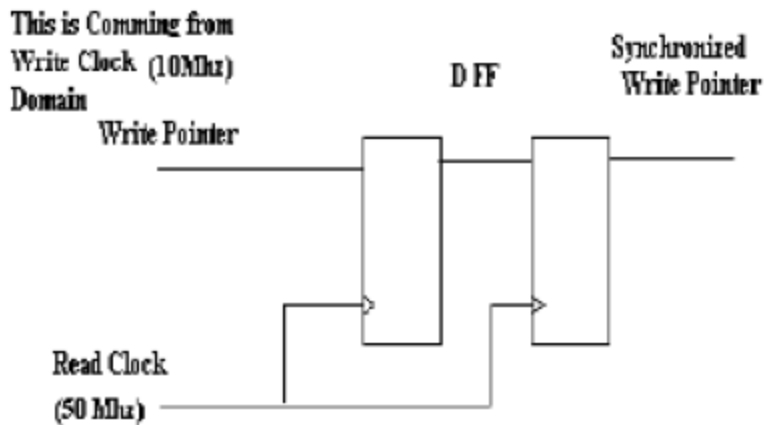 This is Comming from
Write Clock (10Mhz)
Domain
Write Pointer
D FF
Synchronized
Write Pointer
Read Clock
(50 Mhz)